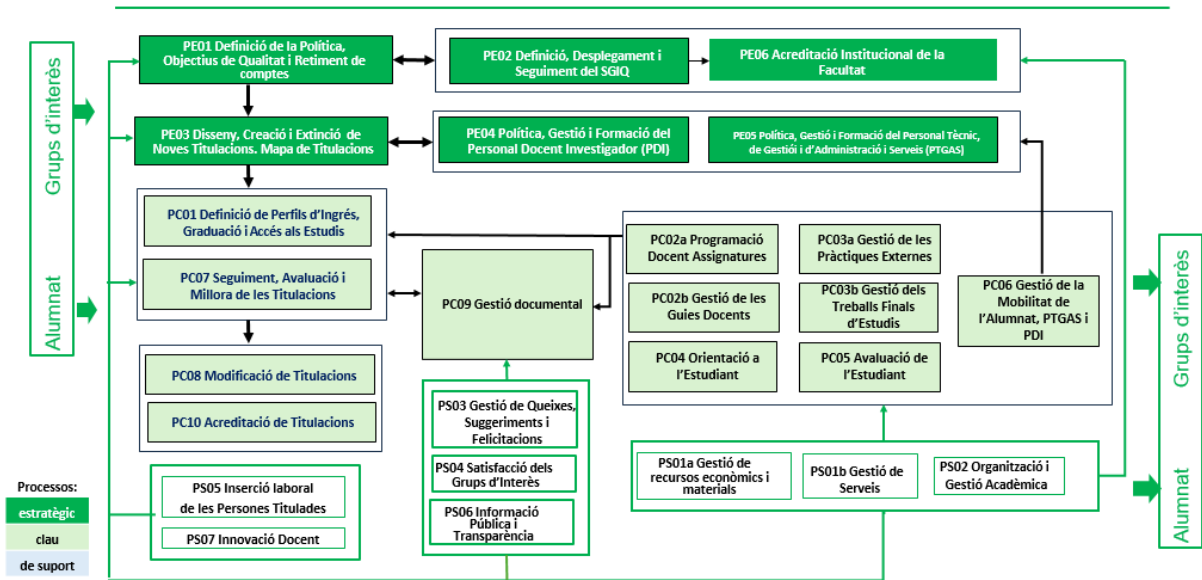 Grups d'interès
Alumnat
PE01 Definició de la Política,
Objectius de Qualitat i Retiment de
comptes
PE02 Definició, Desplegament i
Seguiment del SGIQ
PE06 Acreditació Institucional de la
Facultat
PE03 Disseny, Creació i Extinció de
Noves Titulacions. Mapa de Titulacions
PE04 Política, Gestió i Formació del
Personal Docent Investigador (PDI)
PE05 Política, Gestió i Formació del Personal Tècnic,
de Gestiói i d'Administració i Serveis (PTGAS)
PC01 Definició de Perfils d'Ingrés,
Graduació i Accés als Estudis
PC07 Seguiment, Avaluació i
Millora de les Titulacions
PC09 Gestió documental
PC02a Programació
Docent Assignatures
PC03a Gestió de les
Pràctiques Externes
PC02b Gestió de les
Guies Docents
PC03b Gestió dels
Treballs Finals
d'Estudis
PC04 Orientació a
l'Estudiant
PC05 Avaluació de
l'Estudiant
PC06 Gestió de la
Mobilitat de
l'Alumnat, PTGAS i
PDI
PC08 Modificació de Titulacions
PC10 Acreditació de Titulacions
PS03 Gestió de Queixes,
Suggeriments i
Felicitacions
PS04 Satisfacció dels
Grups d'Interès
PS06 Informació
Pública i
Transparència
PS01a Gestió de
recursos econòmics i
materials
PS01b Gestió de
Serveis
PS02 Organització i
Gestió Acadèmica
PS05 Inserció laboral
de les Persones Titulades
PS07 Innovació Docent
Processos:
estratègic
clau
de suport
Grups d'interès
Alumnat